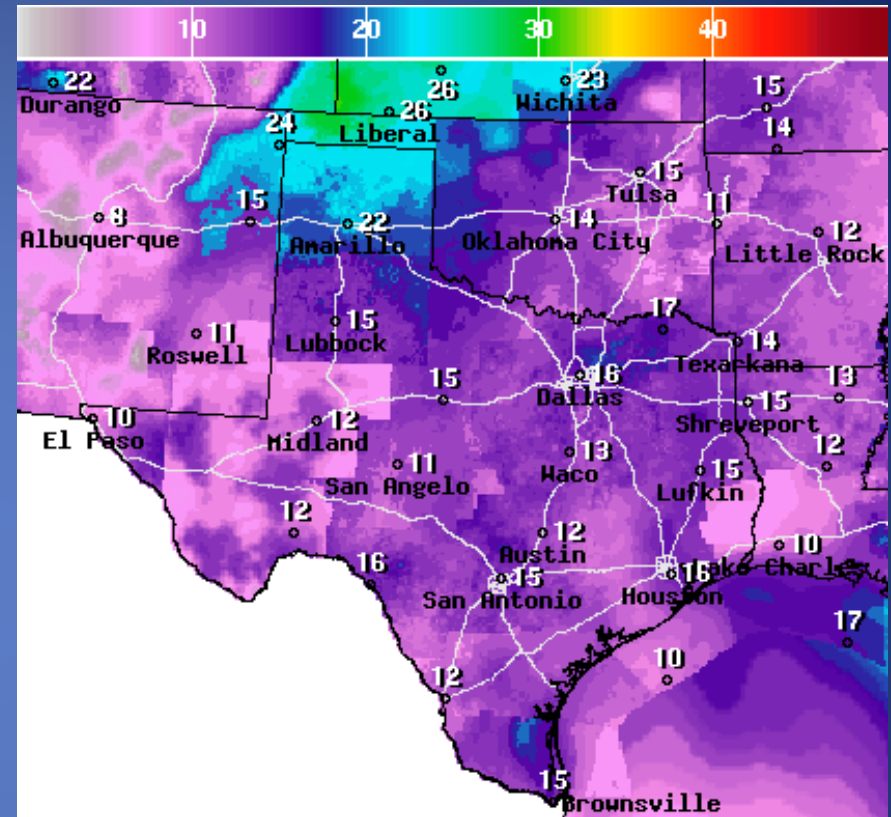 10 20 30 40
22
Durango
26
23
Wichita
15
26
Liberal
24
14
15
Tulsa
8
Albuquerque
15
22
Amarillo
14
Oklahoma City
11
12
Little Rock
11
Roswell
15
Lubbock
17
14
Texarkana
Dallas
15
15
Shreveport
13
10
El Paso
12
Midland
11
San Angelo
13
Waco
15
Lufkin
12
12
12
Austin
10
Lake Charles
16
15
San Antonio
Houston
17
10
12
15
Brownsville